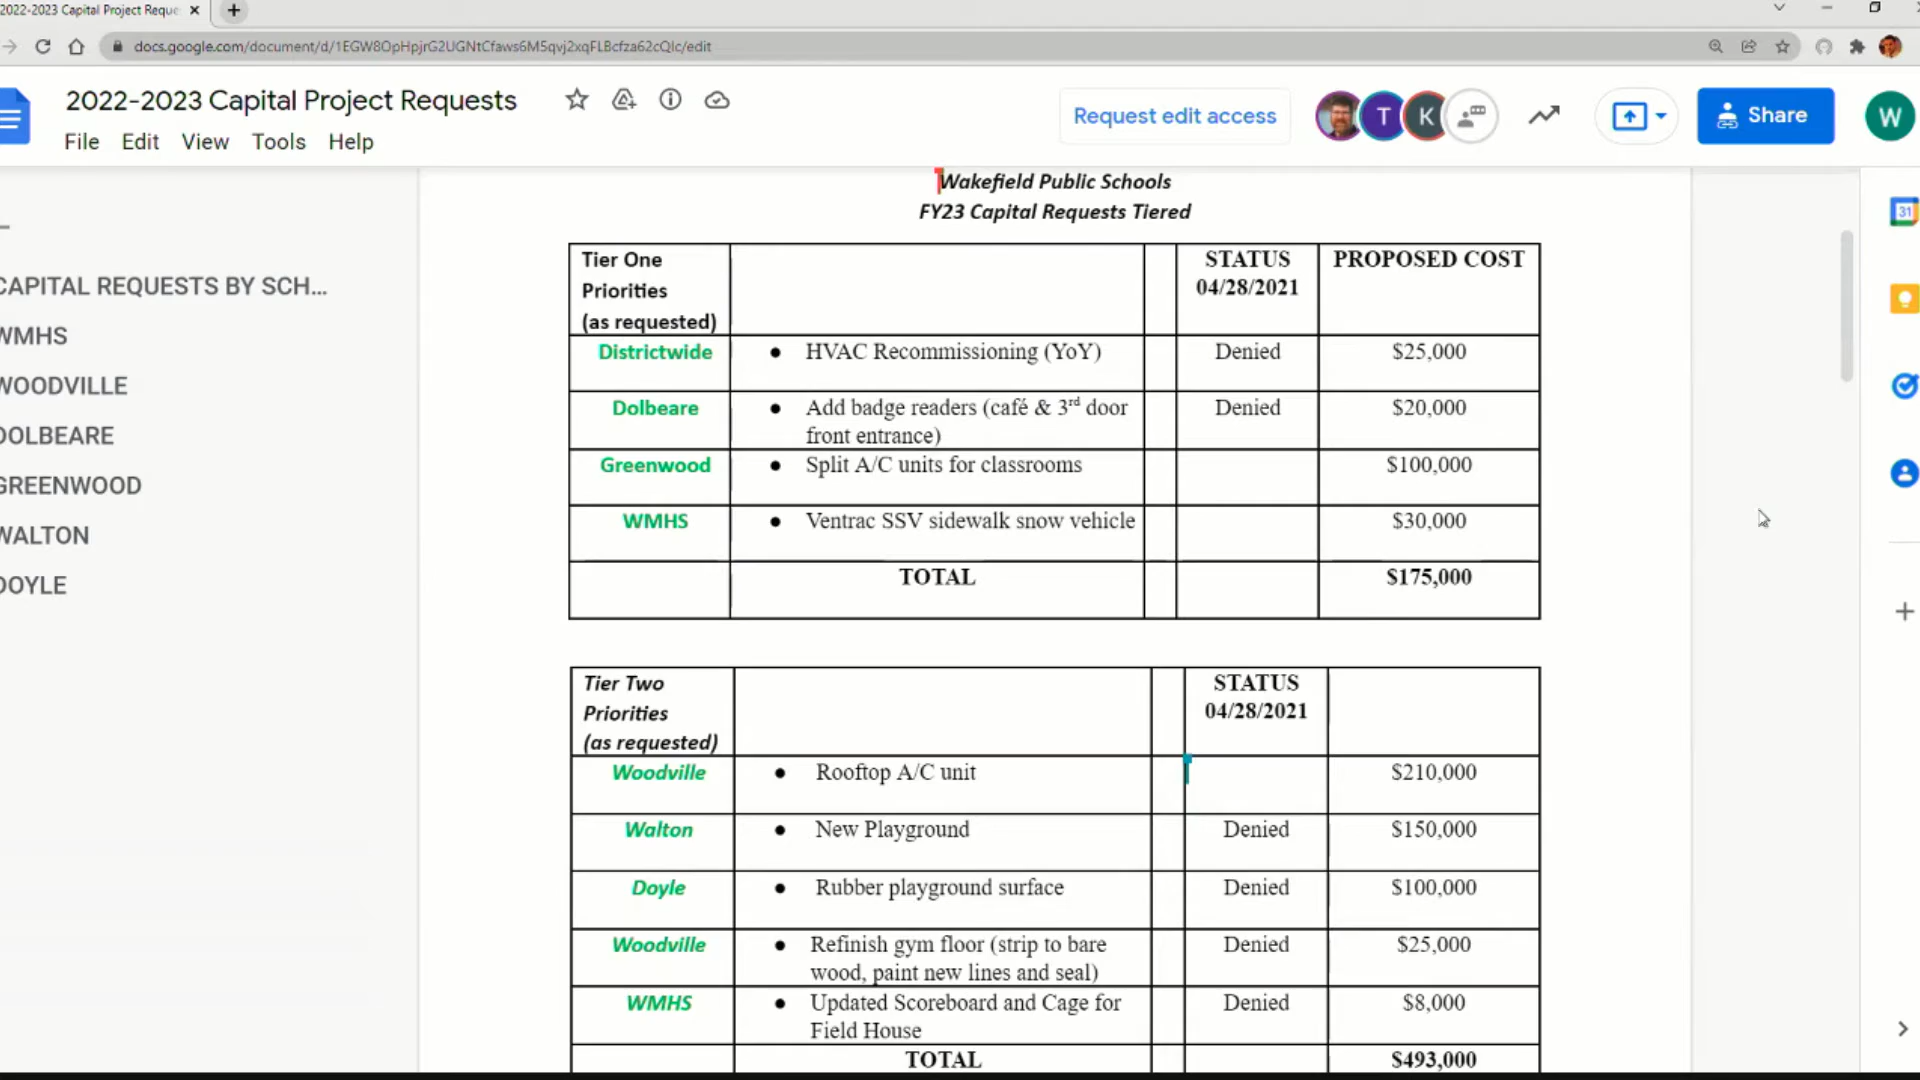 2022-2023 Capital Project Reque
docs.google.com/document/d/1EGW8OpHpjrG2UGNtCfaws6M5qvj2xqFLBcfza62cQIc/edit
2022-2023 Capital Project Requests
File Edit View Tools Help
Request edit access
T
K
Share
W
31
CAPITAL REQUESTS BY SCH...
WMHS
WOODVILLE
DOLBEARE
GREENWOOD
WALTON
DOYLE
Wakefield Public Schools
FY23 Capital Requests Tiered
Tier One
Priorities
(as requested)
STATUS
04/28/2021
PROPOSED COST
Districtwide ● HVAC Recommissioning (YoY) Denied $25,000
Dolbeare ● Add badge readers (café & 3rd door
front entrance)
Denied $20,000
Greenwood ● Split A/C units for classrooms $100,000
WMHS ● Ventrac SSV sidewalk snow vehicle $30,000
TOTAL $175,000
Tier Two
Priorities
(as requested)
STATUS
04/28/2021
Woodville ● Rooftop A/C unit $210,000
Walton ● New Playground Denied $150,000
Doyle ● Rubber playground surface Denied $100,000
Woodville ● Refinish gym floor (strip to bare
wood, paint new lines and seal)
Denied $25,000
WMHS ● Updated Scoreboard and Cage for
Field House
Denied $8,000
TOTAL $493,000